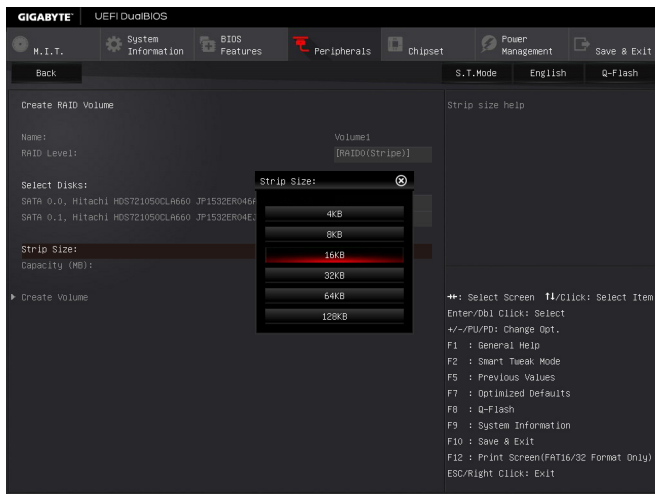 GIGABYTE™ UEFI DualBIOS
M.I.T. System Information BIOS Features Peripherals Chipset Power Management Save & Exit
Back S.T.Mode English Q-Flash
Create RAID Volume
Strip size help
Name: Volume1
RAID Level: [RAID0(Stripe)]
Select Disks:
SATA 0.0, Hitachi HDS721050CLA660
SATA 0.1, Hitachi HDS721050CLA660
Strip Size:
Capacity (MB):
Create Volume
Strip Size:
4KB
8KB
16KB
32KB
64KB
128KB
→←: Select Screen ↑↓/Click: Select Item
Enter/Dbl Click: Select
+/-/PU/PD: Change Opt.
F1 : General Help
F2 : Smart Tweak Mode
F5 : Previous Values
F7 : Optimized Defaults
F8 : Q-Flash
F9 : System Information
F10 : Save & Exit
F12 : Print Screen(FAT16/32 Format Only)
ESC/Right Click: Exit